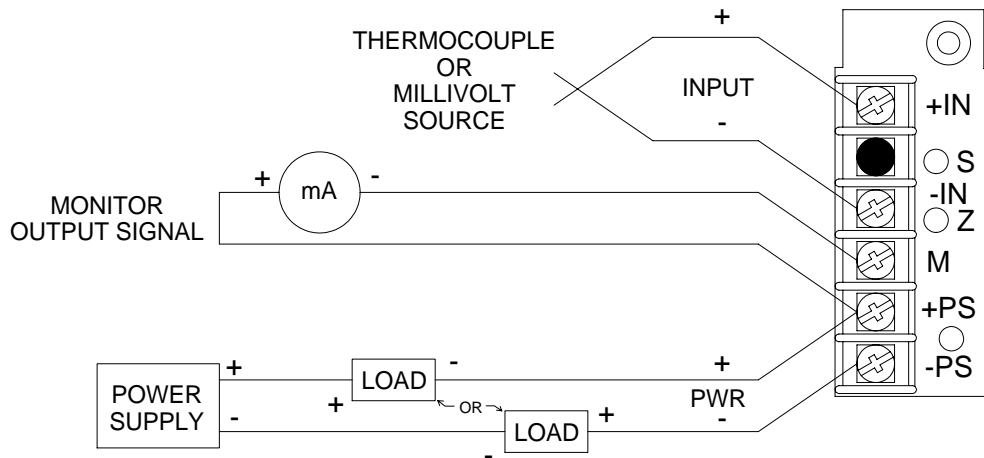 THERMOCOUPLE
OR
MILLIVOLT
SOURCE
+
INPUT
-
+IN
S
-IN
Z
M
+PS
-PS
MONITOR
OUTPUT SIGNAL
+
mA
-
POWER
SUPPLY
+
-
LOAD
-
+
OR
LOAD
+
-
+
PWR
-